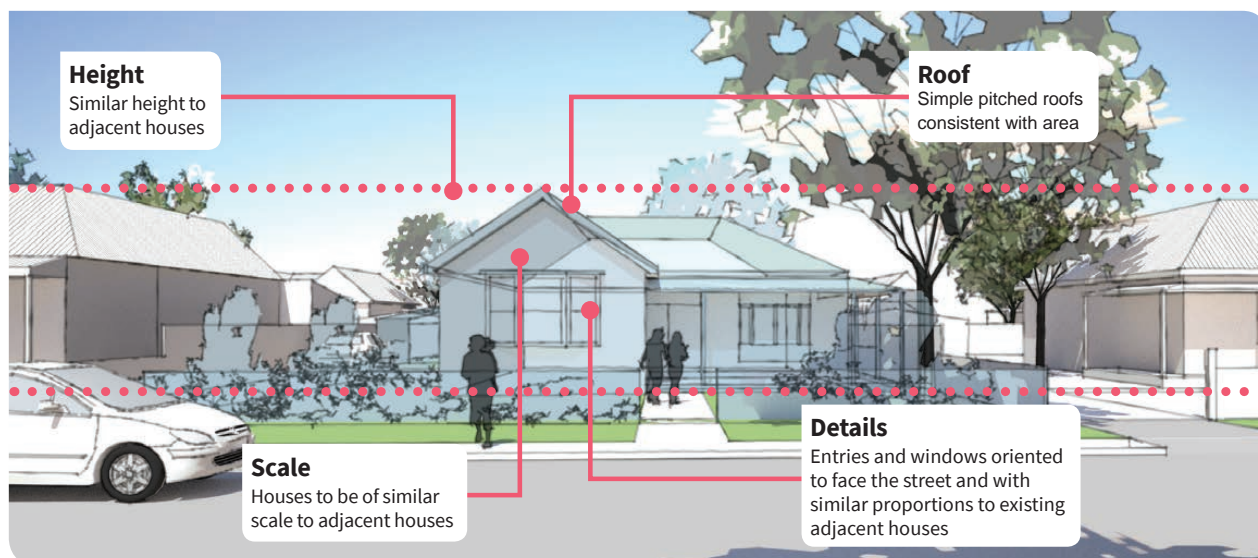 Height
Similar height to
adjacent houses
Roof
Simple pitched roofs
consistent with area
Scale
Houses to be of similar
scale to adjacent houses
Details
Entries and windows oriented
to face the street and with
similar proportions to existing
adjacent houses